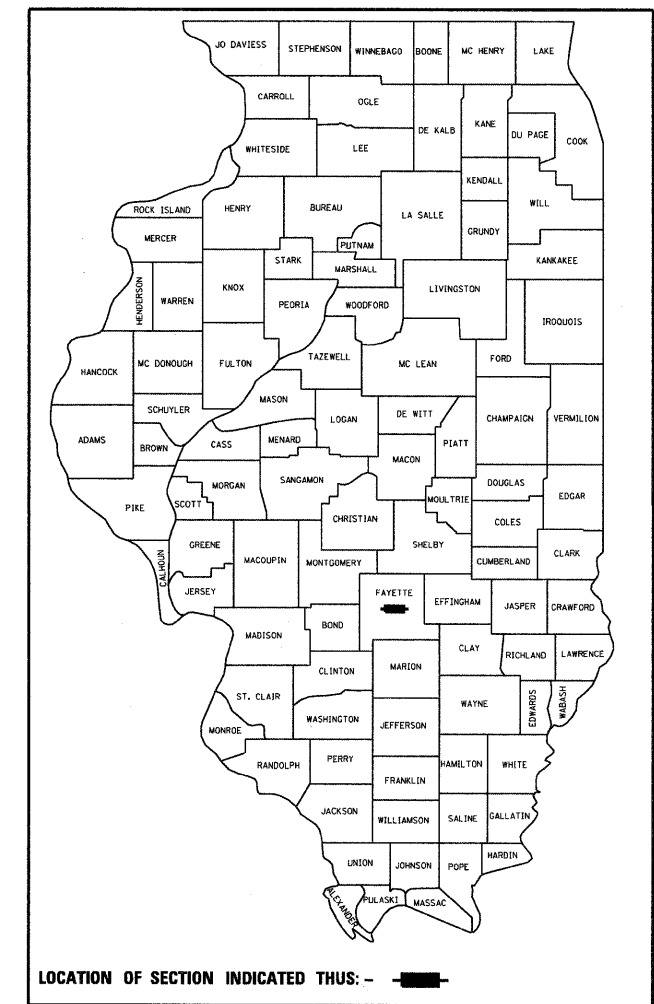 JO DAVIESS STEPHENSON WINNEBAGO BOONE MC HENRY LAKE
CARROLL OGLE DE KALB KANE DU PAGE COOK
WHITESIDE LEE
KENDALL WILL
ROCK ISLAND HENRY BUREAU LA SALLE GRUNDY
MERCER PUTNAM KANKAKEE
STARK MARSHALL
HENDERSON WARREN KNOX PEORIA WOODFORD LIVINGSTON IROQUOIS
HANCOCK MC DONOUGH FULTON TAZEWELL MC LEAN FORD
MASON
SCHUYLER LOGAN DE WITT CHAMPAIGN VERMILION
ADAMS BROWN CASS MENARD MACON PIATT
MORGAN SANGAMON DOUGLAS EDGAR
PIKE SCOTT CHRISTIAN MOULTRIE COLES
GREENE MACOUPIN MONTGOMERY SHELBY CUMBERLAND CLARK
CALHOUN JERSEY FAYETTE EFFINGHAM JASPER CRAWFORD
MADISON BOND
CLAY RICHLAND LAWRENCE
CLINTON MARION
ST. CLAIR WAYNE EDWARDS WABASH
WASHINGTON JEFFERSON
MONROE
RANDOLPH PERRY HAMILTON WHITE
FRANKLIN
JACKSON WILLIAMSON SALINE GALLATIN
UNION JOHNSON POPE HARDIN
ALEXANDER PULASKI MASSAC
LOCATION OF SECTION INDICATED THUS: -